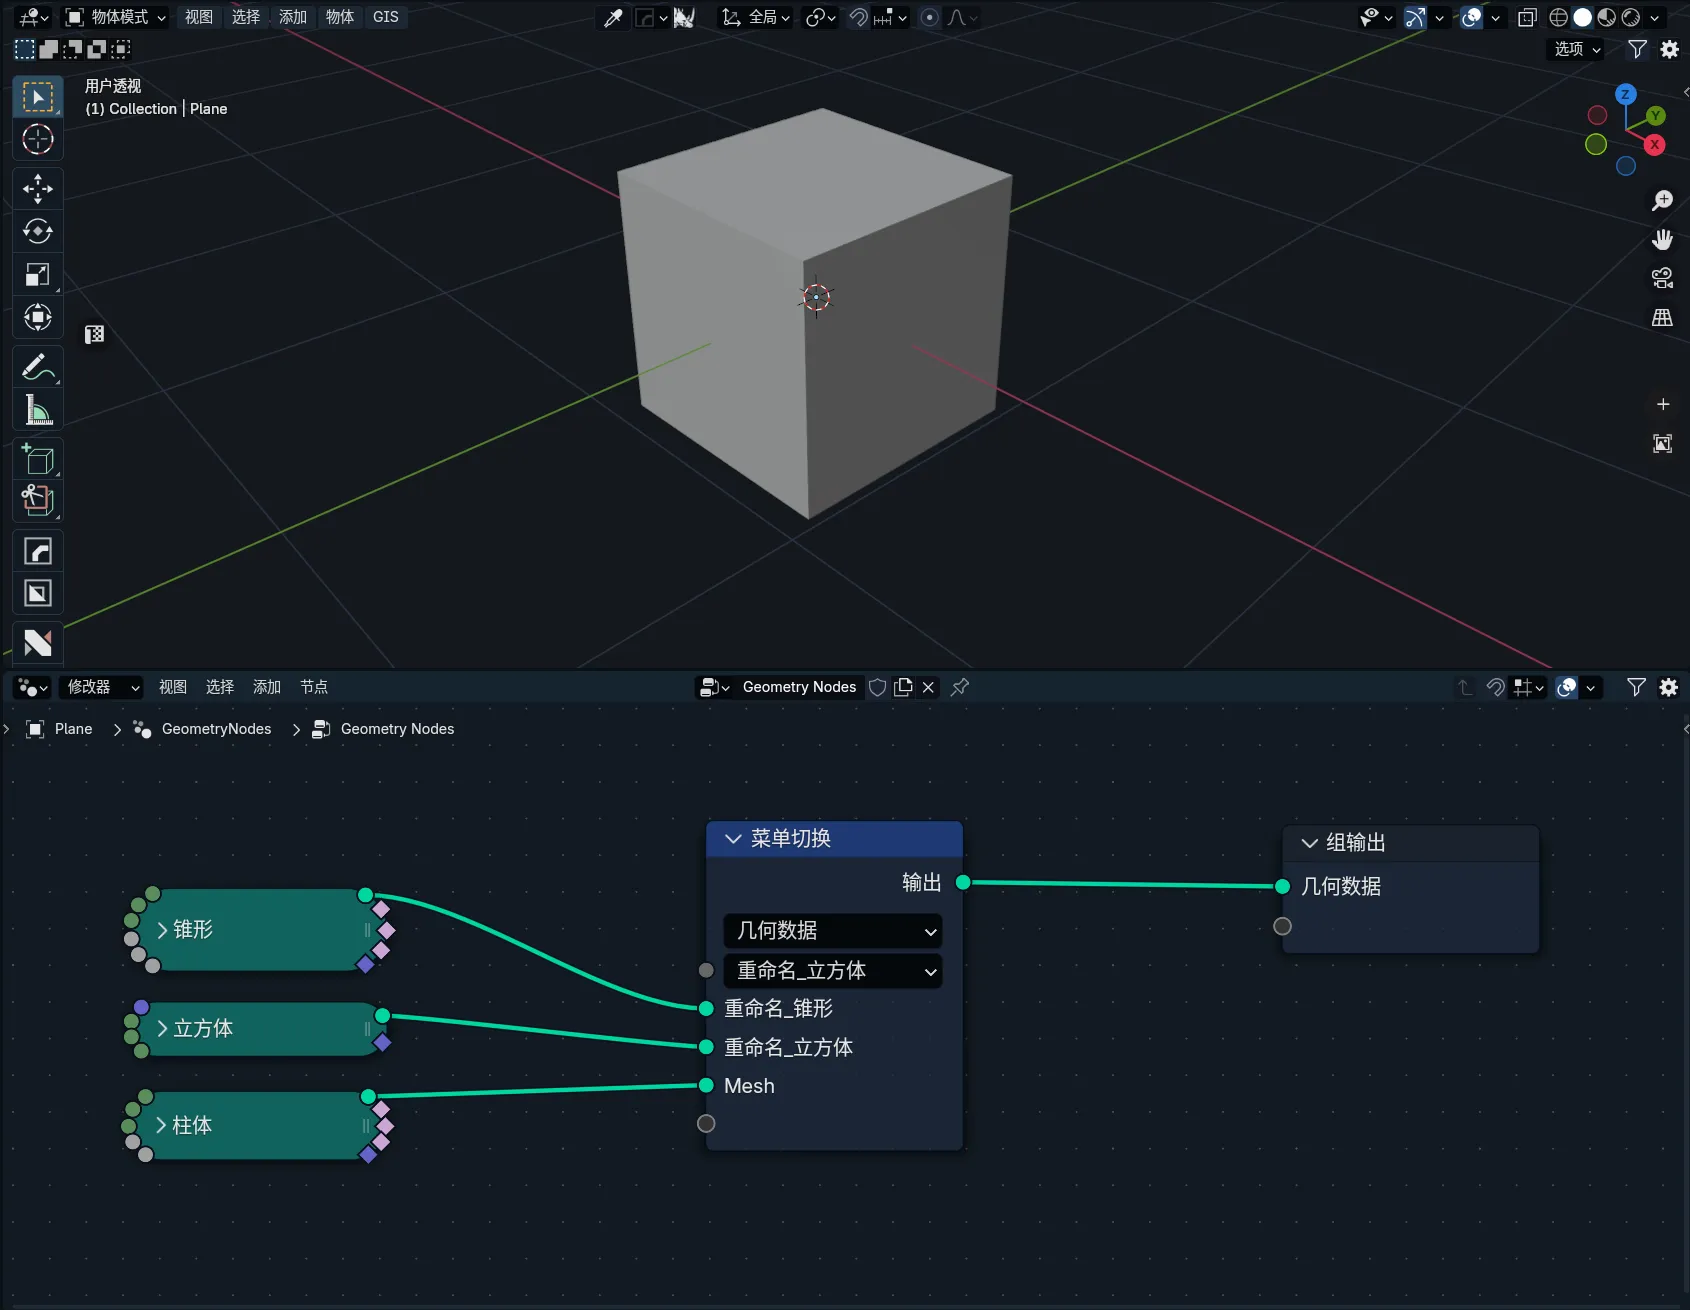 物体模式 视图 选择 添加 物体 GIS 全局
选项
用户透视
(1) Collection | Plane
Z
Y
X
修改器 视图 选择 添加 节点 Geometry Nodes
Plane GeometryNodes Geometry Nodes
菜单切换
输出
几何数据
重命名_立方体
重命名_锥形
重命名_立方体
Mesh
组输出
几何数据
锥形
立方体
柱体